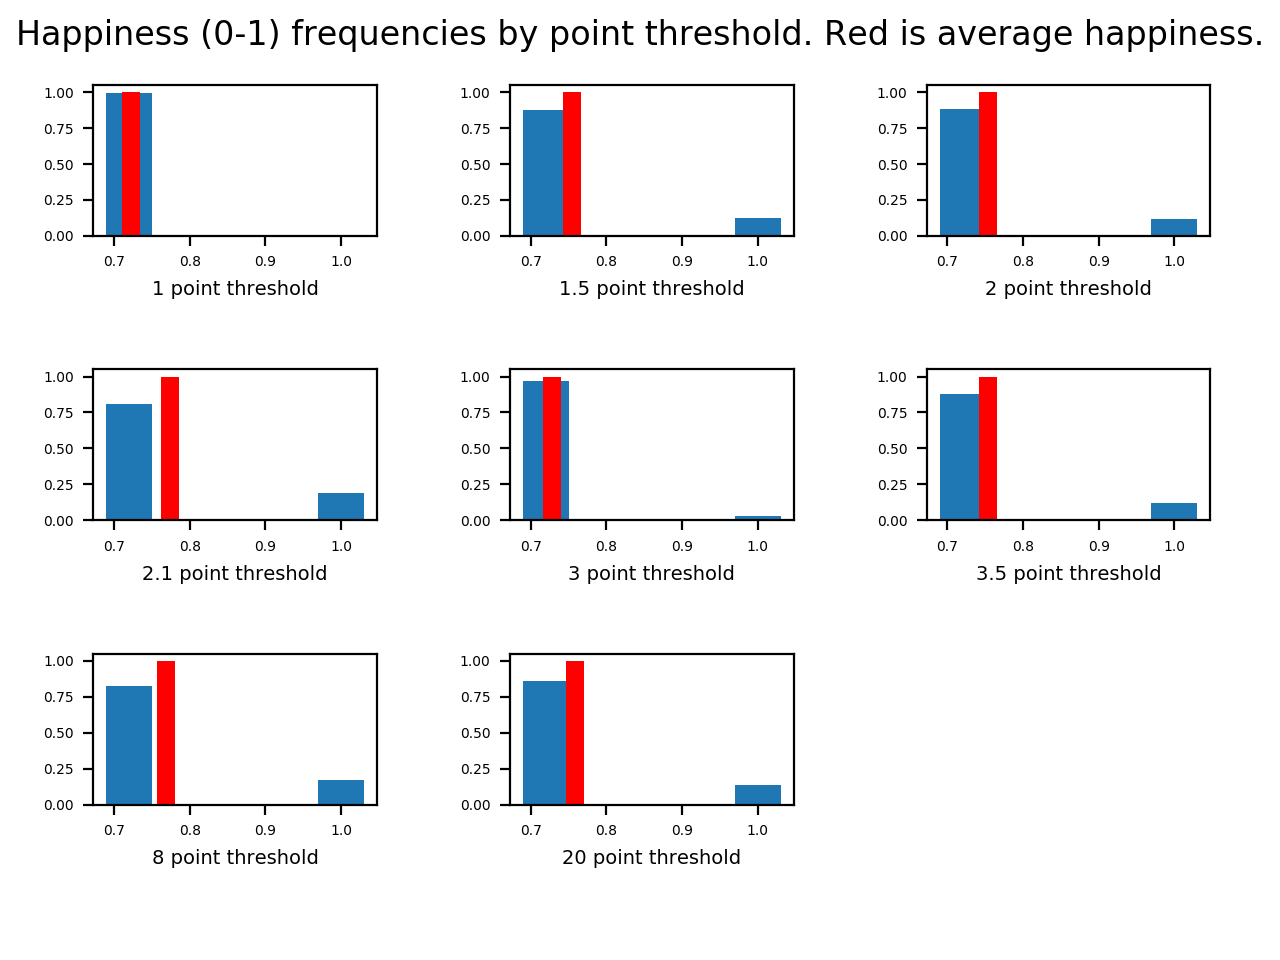 Happiness (0-1) frequencies by point threshold. Red is average happiness.
1.00 1.00 1.00
0.75 0.75 0.75
0.50 0.50 0.50
0.25 0.25 0.25
0.00 0.00 0.00
0.7 0.8 0.9 1.0 0.7 0.8 0.9 1.0 0.7 0.8 0.9 1.0
1 point threshold 1.5 point threshold 2 point threshold
1.00 1.00 1.00
0.75 0.75 0.75
0.50 0.50 0.50
0.25 0.25 0.25
0.00 0.00 0.00
0.7 0.8 0.9 1.0 0.7 0.8 0.9 1.0 0.7 0.8 0.9 1.0
2.1 point threshold 3 point threshold 3.5 point threshold
1.00 1.00
0.75 0.75
0.50 0.50
0.25 0.25
0.00 0.00
0.7 0.8 0.9 1.0 0.7 0.8 0.9 1.0
8 point threshold 20 point threshold